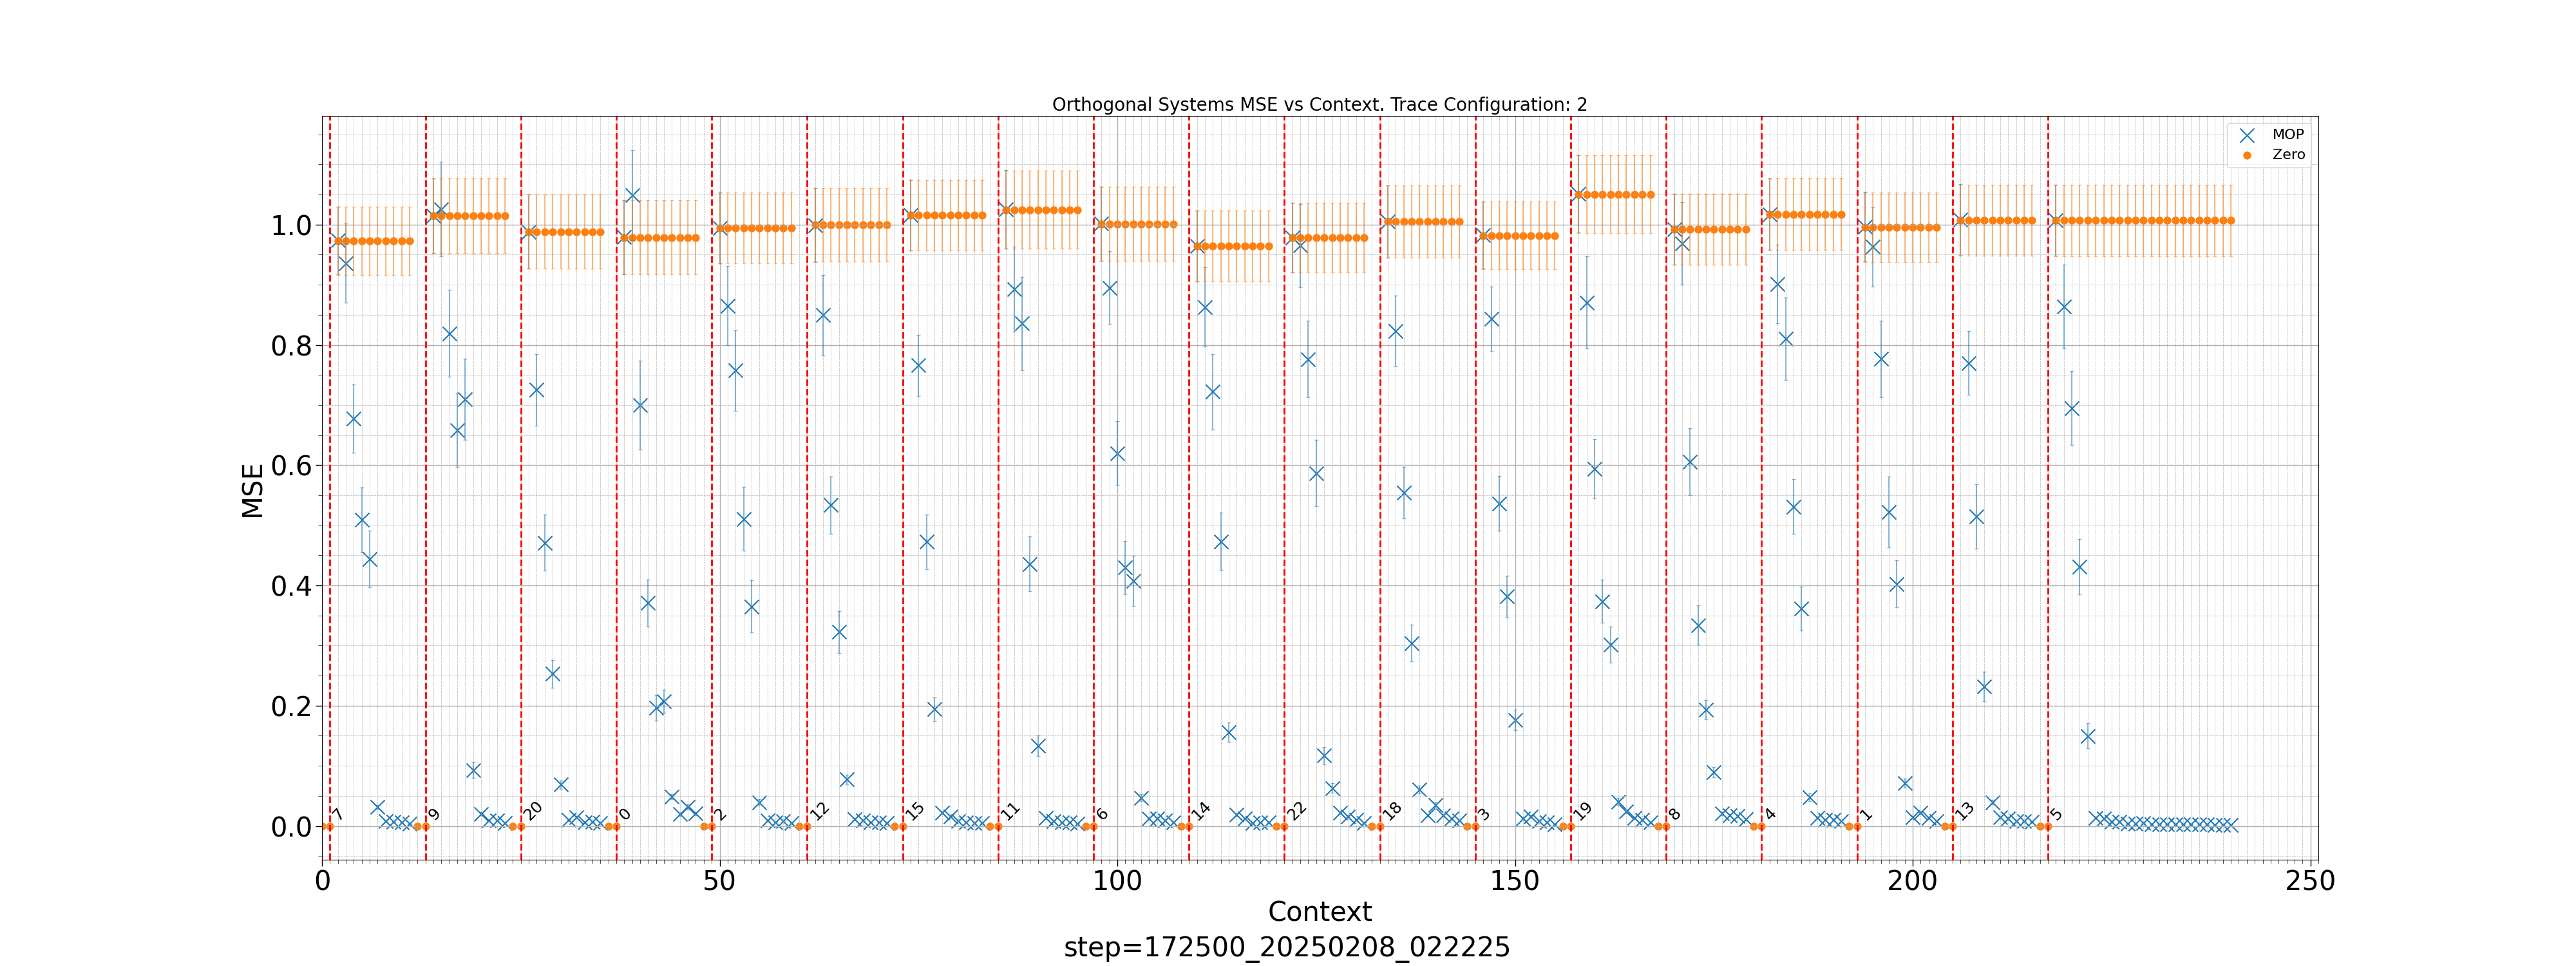 Orthogonal Systems MSE vs Context. Trace Configuration: 2
MOP
Zero
MSE
1.0
0.8
0.6
0.4
0.2
0.0
7 9 20 0 2 12 15 11 6 14 22 18 3 19 8 4 1 13 5
0 50 100 150 200 250
Context
step=172500_20250208_022225